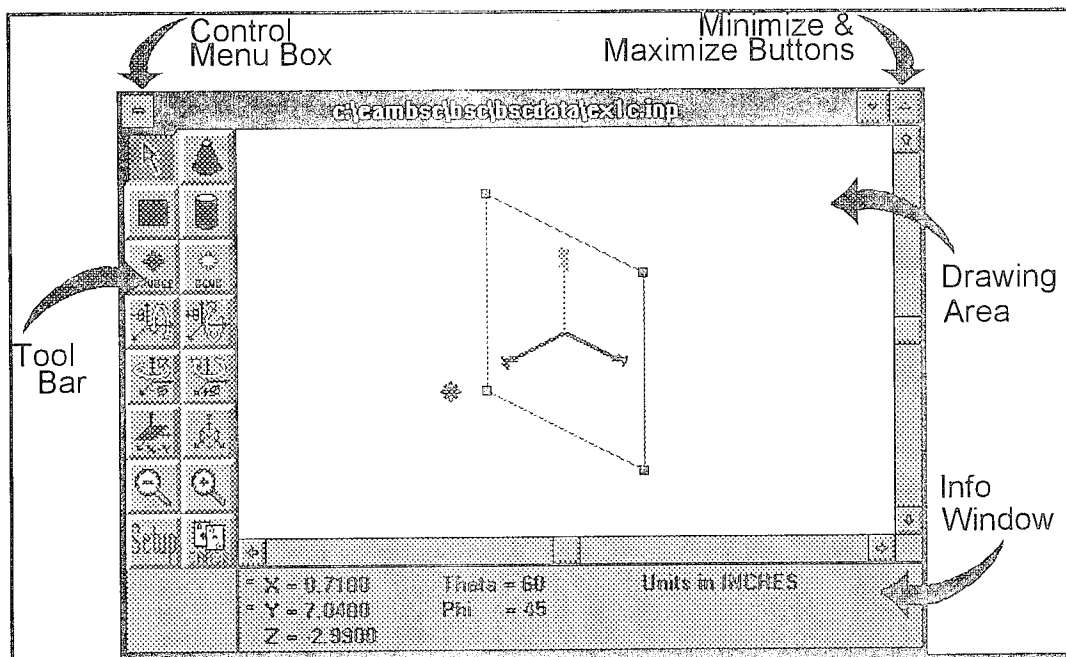 Control
Menu Box
Minimize &
Maximize Buttons
c:\cambsc\bsc\bscdata\ex1c.inp
Drawing
Area
Tool
Bar
Setup
Info
Window
X = 0.7100 Theta = 60 Units in INCHES
Y = 7.0400 Phi = 45
Z = -2.9900